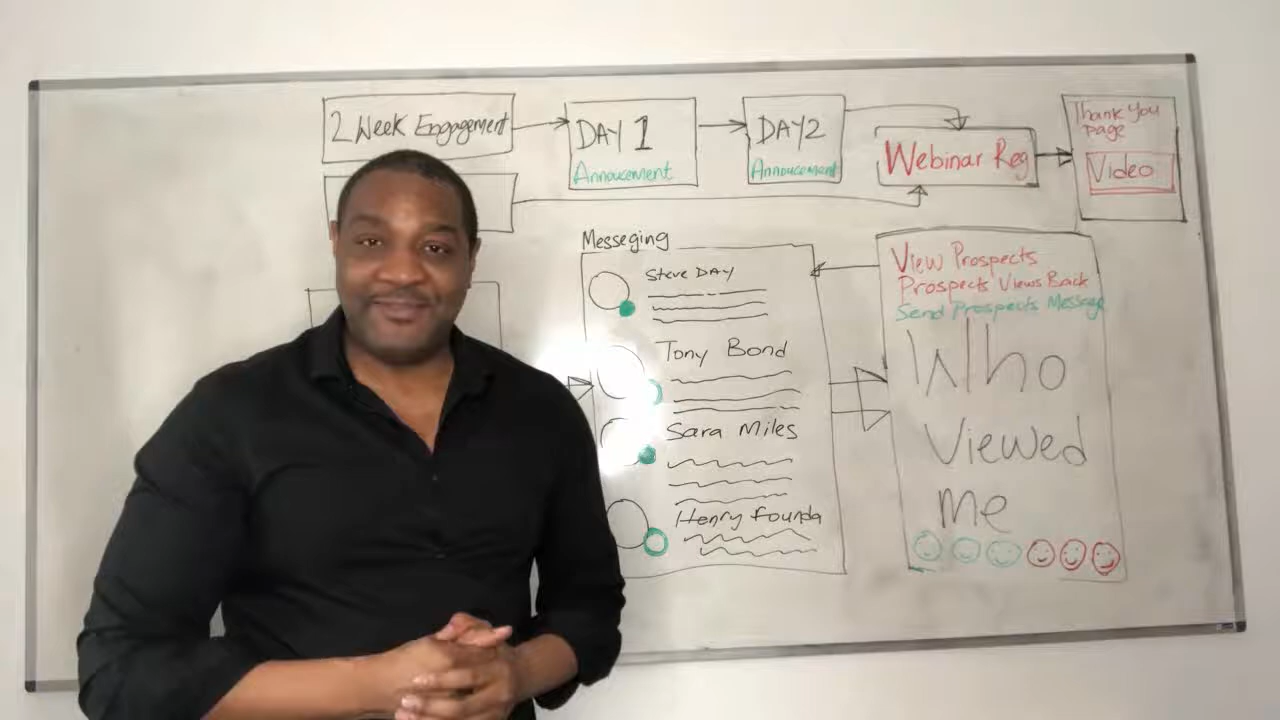 2 Week Engagement
DAY 1
Annoucement
DAY2
Annoucement
Webinar Reg
Thank You
page
Video
Messeging
Steve DAY
Tony Bond
Sara Miles
Henry Founda
View Prospects
Prospects Views Back
Send Prospects Message
Who
Viewed
me